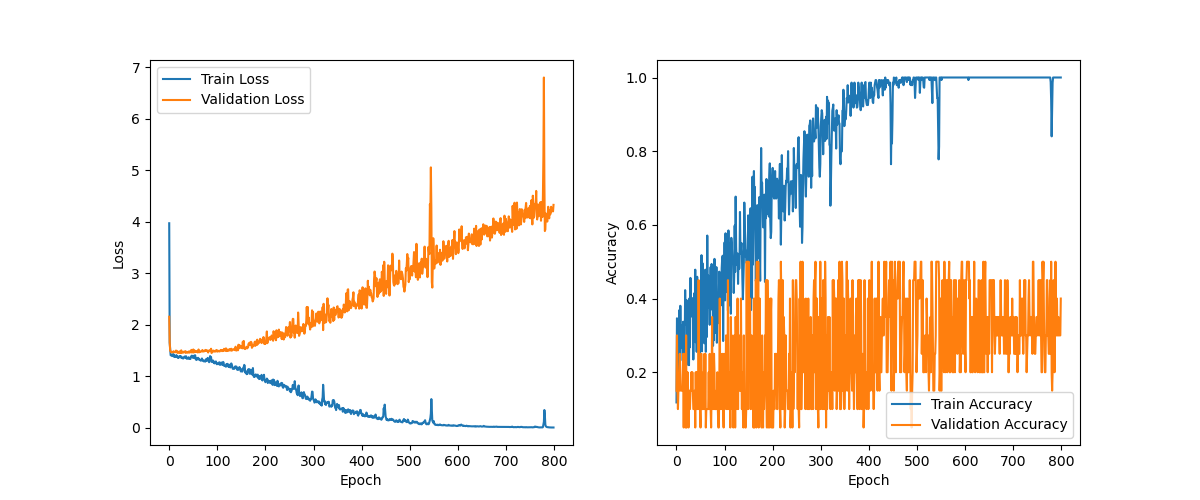 Train Loss
Validation Loss
7
6
5
4
3
2
1
0
Loss
0 100 200 300 400 500 600 700 800
Epoch
1.0
0.8
0.6
0.4
0.2
Accuracy
Train Accuracy
Validation Accuracy
0 100 200 300 400 500 600 700 800
Epoch